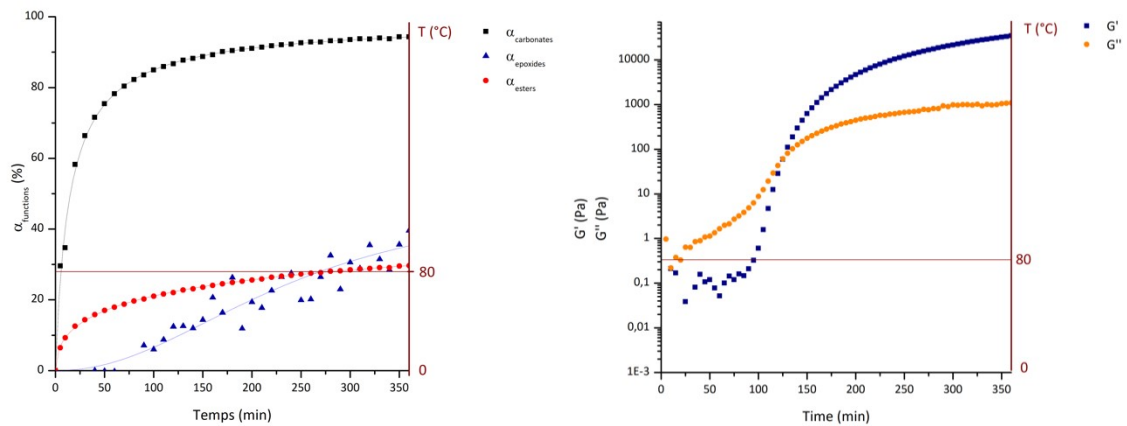 100
80
60
40
20
0
α functions (%)
0
50
100
150
200
250
300
350
Temps (min)
T (°C)
80
0
α carbonates
α epoxides
α esters
10000
1000
100
10
1
0,1
0,01
1E-3
G' (Pa)
G'' (Pa)
0
50
100
150
200
250
300
350
Time (min)
T (°C)
80
0
G'
G''